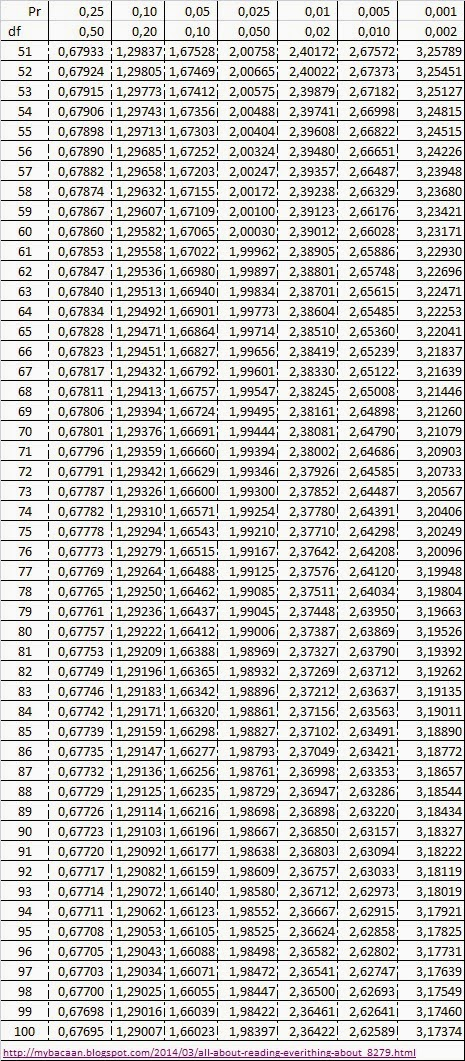 Pr 0,25 0,10 0,05 0,025 0,01 0,005 0,001
df 0,50 0,20 0,10 0,050 0,02 0,010 0,002
51 0,67933 1,29837 1,67528 2,00758 2,40172 2,67572 3,25789
52 0,67924 1,29805 1,67469 2,00665 2,40022 2,67373 3,25451
53 0,67915 1,29773 1,67412 2,00575 2,39879 2,67182 3,25127
54 0,67906 1,29743 1,67356 2,00488 2,39741 2,66998 3,24815
55 0,67898 1,29713 1,67303 2,00404 2,39608 2,66822 3,24515
56 0,67890 1,29685 1,67252 2,00324 2,39480 2,66651 3,24226
57 0,67882 1,29658 1,67203 2,00247 2,39357 2,66487 3,23948
58 0,67874 1,29632 1,67155 2,00172 2,39238 2,66329 3,23680
59 0,67867 1,29607 1,67109 2,00100 2,39123 2,66176 3,23421
60 0,67860 1,29582 1,67065 2,00030 2,39012 2,66028 3,23171
61 0,67853 1,29558 1,67022 1,99962 2,38905 2,65886 3,22930
62 0,67847 1,29536 1,66980 1,99897 2,38801 2,65748 3,22696
63 0,67840 1,29513 1,66940 1,99834 2,38701 2,65615 3,22471
64 0,67834 1,29492 1,66901 1,99773 2,38604 2,65485 3,22253
65 0,67828 1,29471 1,66864 1,99714 2,38510 2,65360 3,22041
66 0,67823 1,29451 1,66827 1,99656 2,38419 2,65239 3,21837
67 0,67817 1,29432 1,66792 1,99601 2,38330 2,65122 3,21639
68 0,67811 1,29413 1,66757 1,99547 2,38245 2,65008 3,21446
69 0,67806 1,29394 1,66724 1,99495 2,38161 2,64898 3,21260
70 0,67801 1,29376 1,66691 1,99444 2,38081 2,64790 3,21079
71 0,67796 1,29359 1,66660 1,99394 2,38002 2,64686 3,20903
72 0,67791 1,29342 1,66629 1,99346 2,37926 2,64585 3,20733
73 0,67787 1,29326 1,66600 1,99300 2,37852 2,64487 3,20567
74 0,67782 1,29310 1,66571 1,99254 2,37780 2,64391 3,20406
75 0,67778 1,29294 1,66543 1,99210 2,37710 2,64298 3,20249
76 0,67773 1,29279 1,66515 1,99167 2,37642 2,64208 3,20096
77 0,67769 1,29264 1,66488 1,99125 2,37576 2,64120 3,19948
78 0,67765 1,29250 1,66462 1,99085 2,37511 2,64034 3,19804
79 0,67761 1,29236 1,66437 1,99045 2,37448 2,63950 3,19663
80 0,67757 1,29222 1,66412 1,99006 2,37387 2,63869 3,19526
81 0,67753 1,29209 1,66388 1,98969 2,37327 2,63790 3,19392
82 0,67749 1,29196 1,66365 1,98932 2,37269 2,63712 3,19262
83 0,67746 1,29183 1,66342 1,98896 2,37212 2,63637 3,19135
84 0,67742 1,29171 1,66320 1,98861 2,37156 2,63563 3,19011
85 0,67739 1,29159 1,66298 1,98827 2,37102 2,63491 3,18890
86 0,67735 1,29147 1,66277 1,98793 2,37049 2,63421 3,18772
87 0,67732 1,29136 1,66256 1,98761 2,36998 2,63353 3,18657
88 0,67729 1,29125 1,66235 1,98729 2,36947 2,63286 3,18544
89 0,67726 1,29114 1,66216 1,98698 2,36898 2,63220 3,18434
90 0,67723 1,29103 1,66196 1,98667 2,36850 2,63157 3,18327
91 0,67720 1,29092 1,66177 1,98638 2,36803 2,63094 3,18222
92 0,67717 1,29082 1,66159 1,98609 2,36757 2,63033 3,18119
93 0,67714 1,29072 1,66140 1,98580 2,36712 2,62973 3,18019
94 0,67711 1,29062 1,66123 1,98552 2,36667 2,62915 3,17921
95 0,67708 1,29053 1,66105 1,98525 2,36624 2,62858 3,17825
96 0,67705 1,29043 1,66088 1,98498 2,36582 2,62802 3,17731
97 0,67703 1,29034 1,66071 1,98472 2,36541 2,62747 3,17639
98 0,67700 1,29025 1,66055 1,98447 2,36500 2,62693 3,17549
99 0,67698 1,29016 1,66039 1,98422 2,36461 2,62641 3,17460
100 0,67695 1,29007 1,66023 1,98397 2,36422 2,62589 3,17374
http://mybacaan.blogspot.com/2014/03/all-about-reading-everithing-about_8279.html